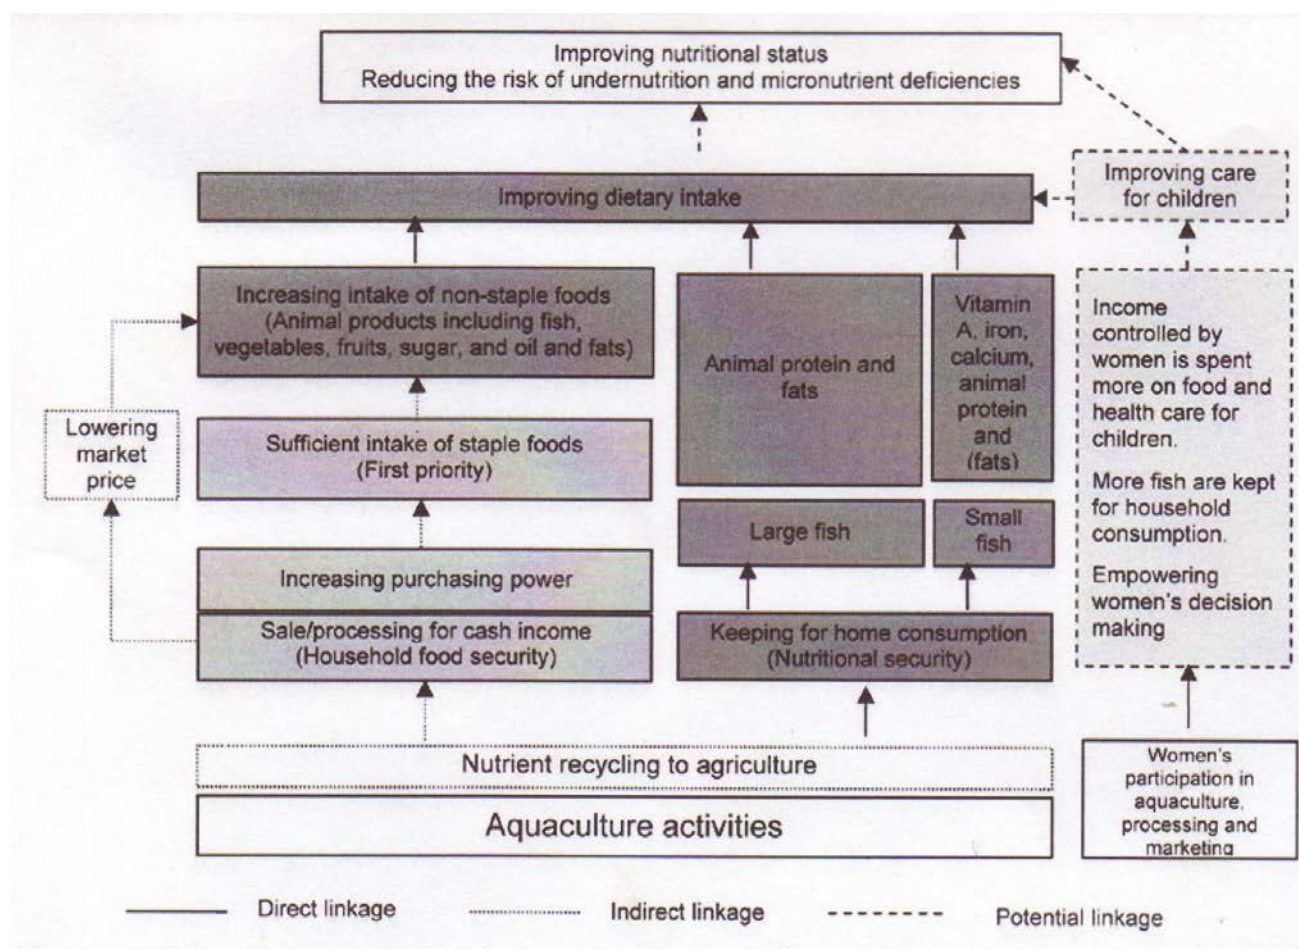 Improving nutritional status
Reducing the risk of undernutrition and micronutrient deficiencies
Improving dietary intake
Improving care
for children
Increasing intake of non-staple foods
(Animal products including fish,
vegetables, fruits, sugar, and oil and fats)
Animal protein and
fats
Vitamin
A, iron,
calcium,
animal
protein
and
(fats)
Income
controlled by
women is spent
more on food and
health care for
children.
More fish are kept
for household
consumption.
Empowering
women's decision
making
Lowering
market
price
Sufficient intake of staple foods
(First priority)
Large fish
Small
fish
Increasing purchasing power
Sale/processing for cash income
(Household food security)
Keeping for home consumption
(Nutritional security)
Nutrient recycling to agriculture
Aquaculture activities
Women's
participation in
aquaculture,
processing and
marketing
Direct linkage
Indirect linkage
Potential linkage